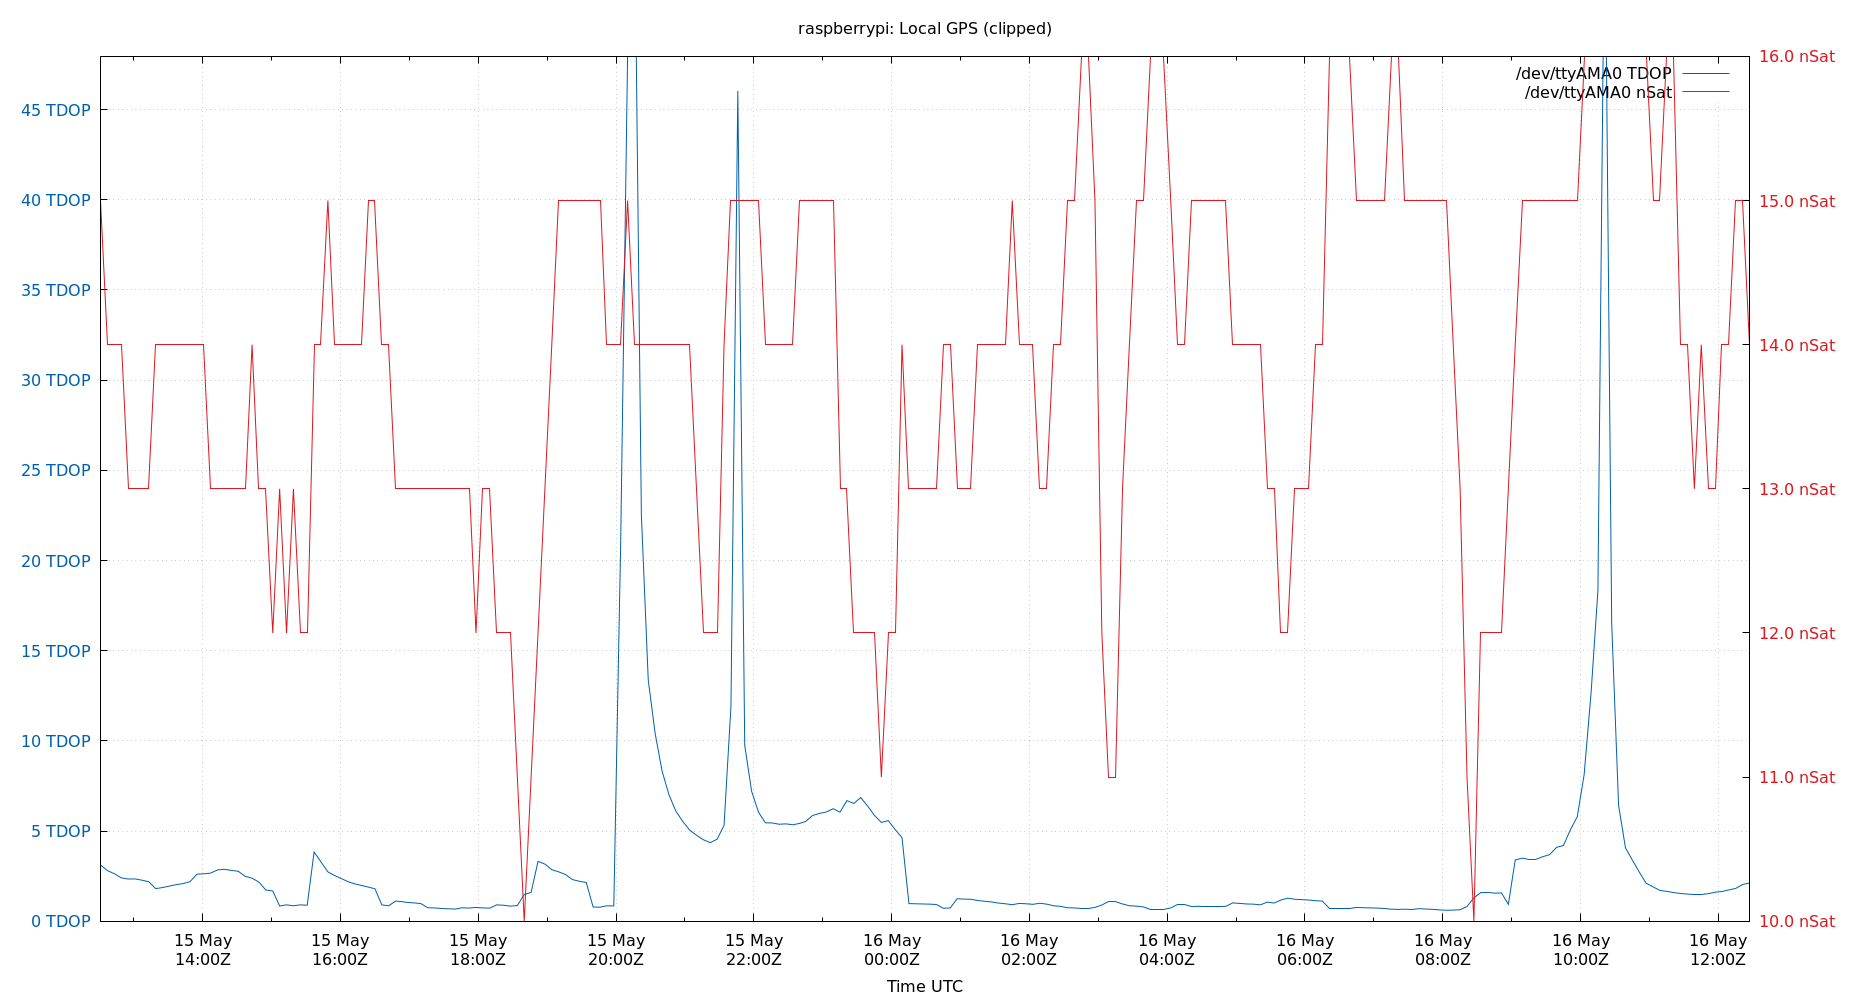 raspberrypi: Local GPS (clipped)
/dev/ttyAMA0 TDOP
/dev/ttyAMA0 nSat
45 TDOP
40 TDOP
35 TDOP
30 TDOP
25 TDOP
20 TDOP
15 TDOP
10 TDOP
5 TDOP
0 TDOP
16.0 nSat
15.0 nSat
14.0 nSat
13.0 nSat
12.0 nSat
11.0 nSat
10.0 nSat
15 May
14:00Z
15 May
16:00Z
15 May
18:00Z
15 May
20:00Z
15 May
22:00Z
16 May
00:00Z
16 May
02:00Z
16 May
04:00Z
16 May
06:00Z
16 May
08:00Z
16 May
10:00Z
16 May
12:00Z
Time UTC